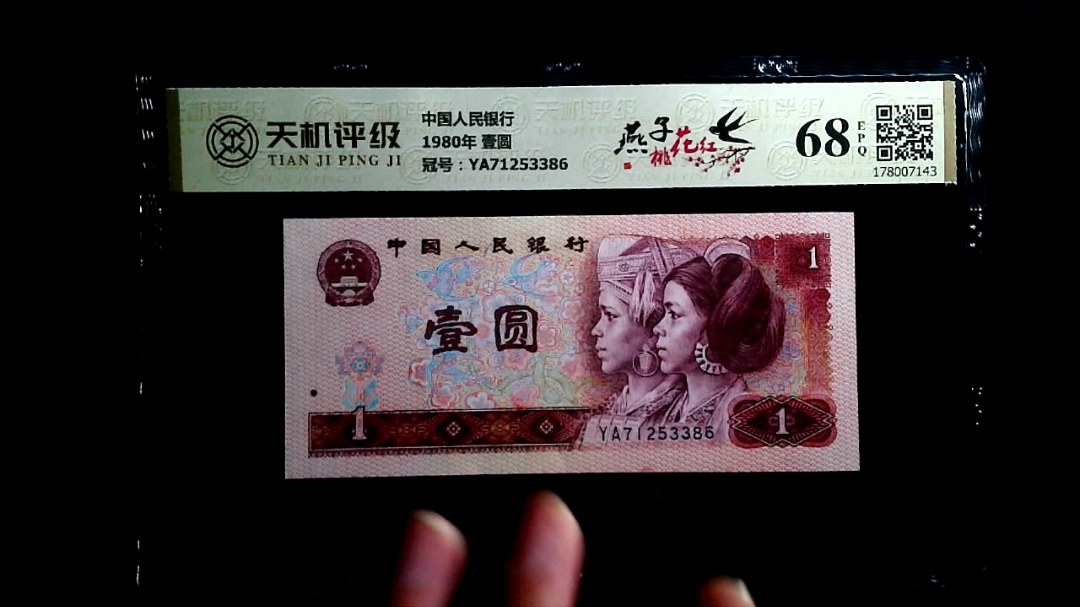 天机评级
TIAN JI PING JI
中国人民银行
1980年 壹圆
冠号：YA71253386
燕子
桃花红
68
EPQ
178007143
中国人民银行
1
壹圆
1
YA71253386
1